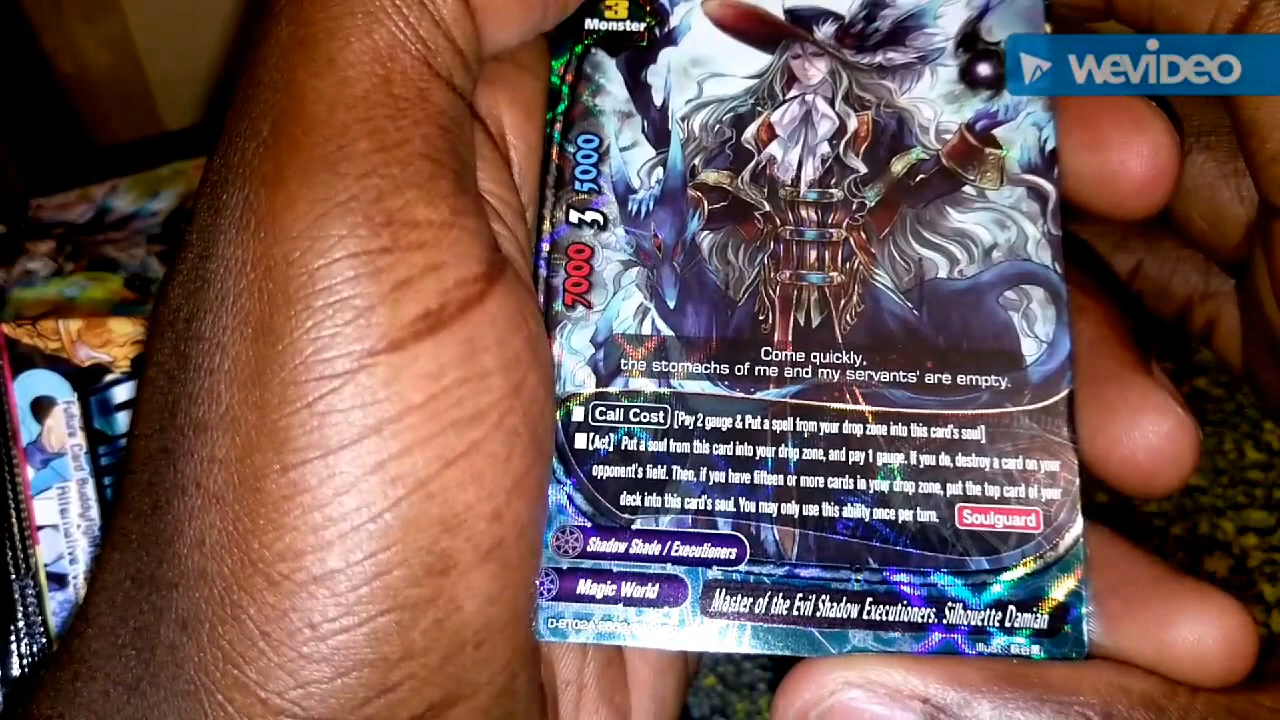 3
Monster
WEVIDEO
5000
3
7000
Come quickly,
the stomachs of me and my servants' are empty.
Call Cost [Pay 2 gauge & Put a spell from your drop zone into this card's soul]
[Act] Put a soul from this card into your drop zone, and pay 1 gauge. If you do, destroy a card on your
opponent's field. Then, if you have fifteen or more cards in your drop zone, put the top card of your
deck into this card's soul. You may only use this ability once per turn. Soulguard
Shadow Shade / Executioners
Magic World
Master of the Evil Shadow Executioners, Silhouette Damian